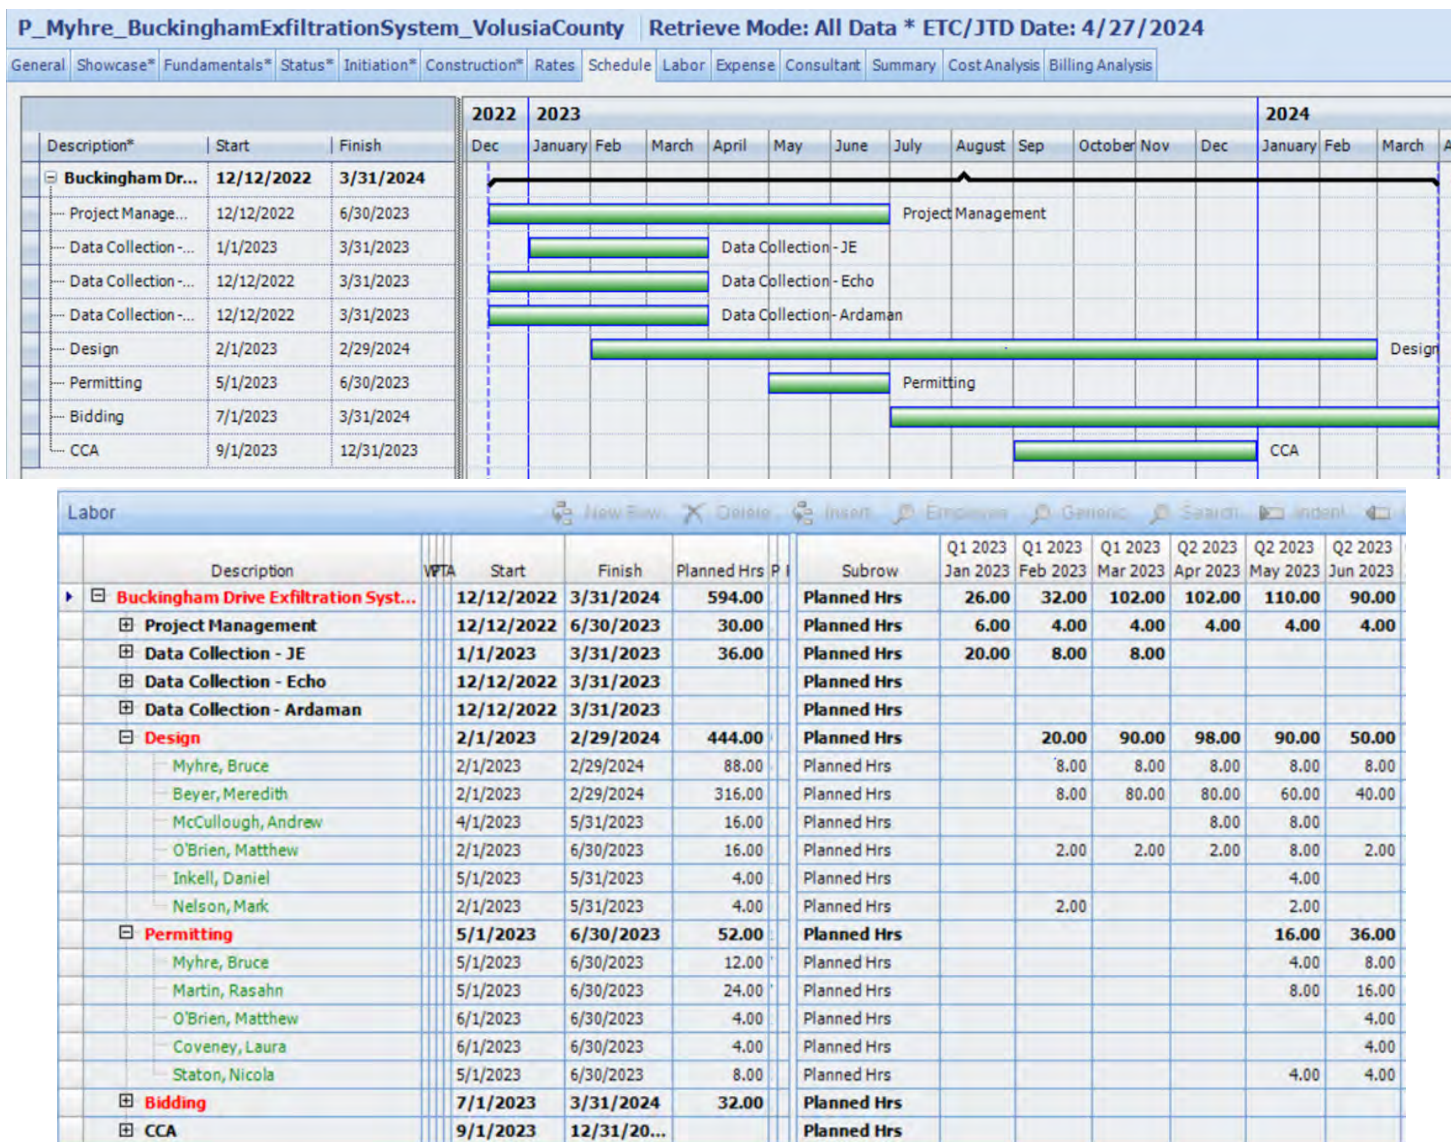 P_Myhre_BuckinghamExfiltrationSystem_VolusiaCounty Retrieve Mode: All Data * ETC/JTD Date: 4/27/2024
General Showcase* Fundamentals* Status* Initiation* Construction* Rates Schedule Labor Expense Consultant Summary Cost Analysis Billing Analysis
2022 2023 2024
Description* Start Finish Dec January Feb March April May June July August Sep October Nov Dec January Feb March A
Buckingham Dr... 12/12/2022 3/31/2024
Project Manage... 12/12/2022 6/30/2023 Project Management
Data Collection -... 1/1/2023 3/31/2023 Data Collection - JE
Data Collection -... 12/12/2022 3/31/2023 Data Collection - Echo
Data Collection -... 12/12/2022 3/31/2023 Data Collection - Ardaman
Design 2/1/2023 2/29/2024 Design
Permitting 5/1/2023 6/30/2023 Permitting
Bidding 7/1/2023 3/31/2024
CCA 9/1/2023 12/31/2023 CCA
Labor New Row Delete Insert Employee Generic Search Indent
Q1 2023 Q1 2023 Q1 2023 Q2 2023 Q2 2023 Q2 2023
Description Start Finish Planned Hrs P Subrow Jan 2023 Feb 2023 Mar 2023 Apr 2023 May 2023 Jun 2023
Buckingham Drive Exfiltration Syst... 12/12/2022 3/31/2024 594.00 Planned Hrs 26.00 32.00 102.00 102.00 110.00 90.00
Project Management 12/12/2022 6/30/2023 30.00 Planned Hrs 6.00 4.00 4.00 4.00 4.00 4.00
Data Collection - JE 1/1/2023 3/31/2023 36.00 Planned Hrs 20.00 8.00 8.00
Data Collection - Echo 12/12/2022 3/31/2023 Planned Hrs
Data Collection - Ardaman 12/12/2022 3/31/2023 Planned Hrs
Design 2/1/2023 2/29/2024 444.00 Planned Hrs 20.00 90.00 98.00 90.00 50.00
Myhre, Bruce 2/1/2023 2/29/2024 88.00 Planned Hrs 8.00 8.00 8.00 8.00 8.00
Beyer, Meredith 2/1/2023 2/29/2024 316.00 Planned Hrs 8.00 80.00 80.00 60.00 40.00
McCullough, Andrew 4/1/2023 5/31/2023 16.00 Planned Hrs 8.00 8.00
O'Brien, Matthew 2/1/2023 6/30/2023 16.00 Planned Hrs 2.00 2.00 2.00 8.00 2.00
Inkell, Daniel 5/1/2023 5/31/2023 4.00 Planned Hrs 4.00
Nelson, Mark 2/1/2023 5/31/2023 4.00 Planned Hrs 2.00 2.00
Permitting 5/1/2023 6/30/2023 52.00 Planned Hrs 16.00 36.00
Myhre, Bruce 5/1/2023 6/30/2023 12.00 Planned Hrs 4.00 8.00
Martin, Rasahn 5/1/2023 6/30/2023 24.00 Planned Hrs 8.00 16.00
O'Brien, Matthew 6/1/2023 6/30/2023 4.00 Planned Hrs 4.00
Coveney, Laura 6/1/2023 6/30/2023 4.00 Planned Hrs 4.00
Staton, Nicola 5/1/2023 6/30/2023 8.00 Planned Hrs 4.00 4.00
Bidding 7/1/2023 3/31/2024 32.00 Planned Hrs
CCA 9/1/2023 12/31/20... Planned Hrs